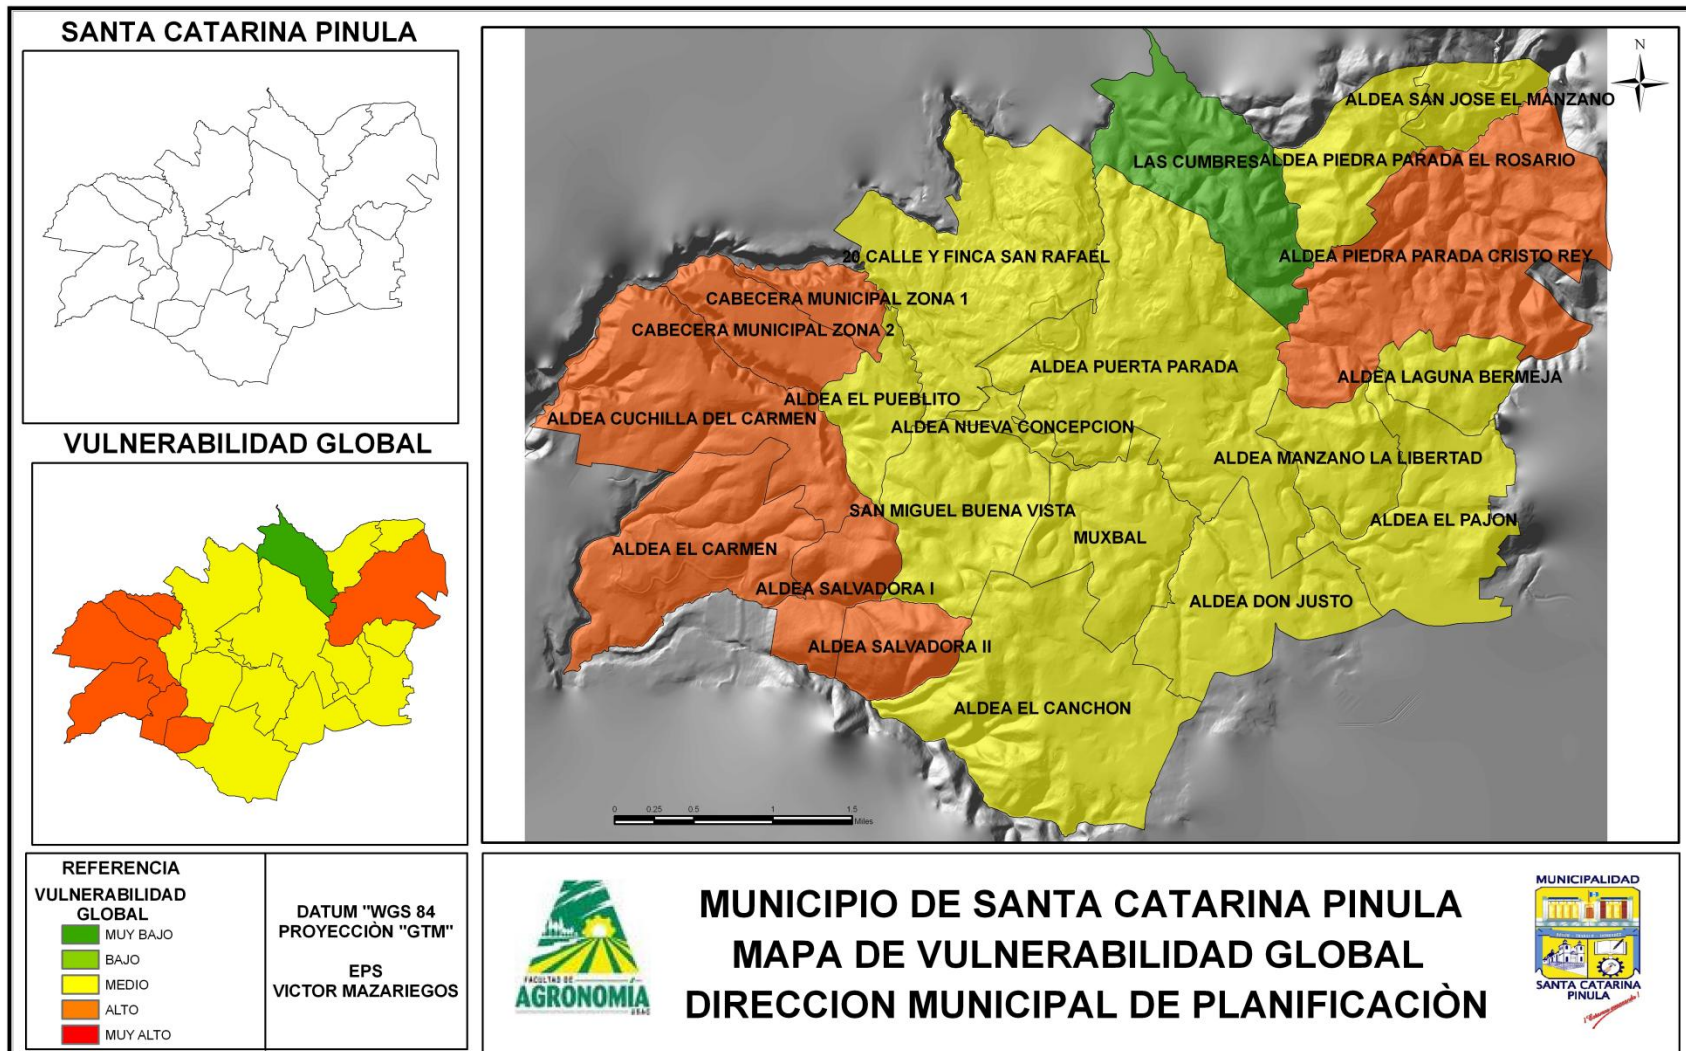 SANTA CATARINA PINULA
VULNERABILIDAD GLOBAL
N
ALDEA SAN JOSE EL MANZANO
LAS CUMBRES
ALDEA PIEDRA PARADA EL ROSARIO
20 CALLE Y FINCA SAN RAFAEL
ALDEA PIEDRA PARADA CRISTO REY
CABECERA MUNICIPAL ZONA 1
CABECERA MUNICIPAL ZONA 2
ALDEA PUERTA PARADA
ALDEA LAGUNA BERMEJA
ALDEA EL PUEBLITO
ALDEA CUCHILLA DEL CARMEN
ALDEA NUEVA CONCEPCION
ALDEA MANZANO LA LIBERTAD
SAN MIGUEL BUENA VISTA
ALDEA EL PAJON
MUXBAL
ALDEA EL CARMEN
ALDEA SALVADORA I
ALDEA DON JUSTO
ALDEA SALVADORA II
ALDEA EL CANCHON
0 0.25 0.5 1 1.5
Miles
REFERENCIA
VULNERABILIDAD
GLOBAL
MUY BAJO
BAJO
MEDIO
ALTO
MUY ALTO
DATUM "WGS 84
PROYECCIÒN "GTM"
EPS
VICTOR MAZARIEGOS
FACULTAD DE
AGRONOMIA
USAC
MUNICIPIO DE SANTA CATARINA PINULA
MAPA DE VULNERABILIDAD GLOBAL
DIRECCION MUNICIPAL DE PLANIFICACIÒN
MUNICIPALIDAD
SANTA CATARINA
PINULA